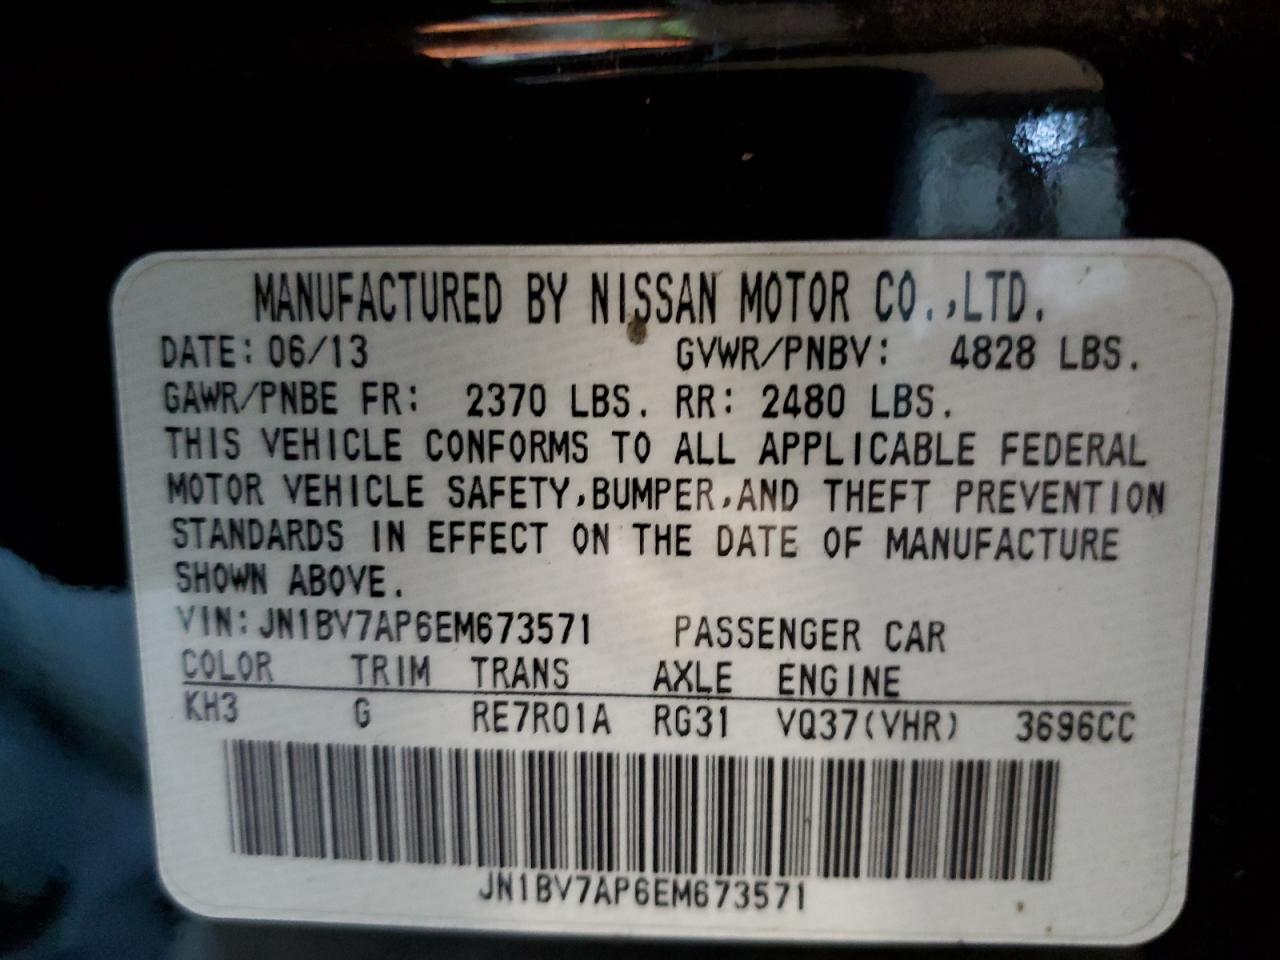 MANUFACTURED BY NISSAN MOTOR CO.,LTD.
DATE: 06/13 GVWR/PNBV: 4828 LBS.
GAWR/PNBE FR: 2370 LBS. RR: 2480 LBS.
THIS VEHICLE CONFORMS TO ALL APPLICABLE FEDERAL
MOTOR VEHICLE SAFETY,BUMPER,AND THEFT PREVENTION
STANDARDS IN EFFECT ON THE DATE OF MANUFACTURE
SHOWN ABOVE.
VIN: JN1BV7AP6EM673571 PASSENGER CAR
COLOR TRIM TRANS AXLE ENGINE
KH3 G RE7R01A RG31 VQ37(VHR) 3696CC
JN1BV7AP6EM673571